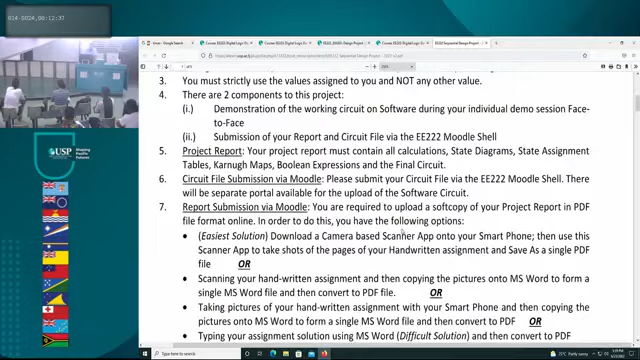 014-S024, 08:12:37
3. You must strictly use the values assigned to you and NOT any other value.
4. There are 2 components to this project:
(i.) Demonstration of the working circuit on Software during your individual demo session Face-
to-Face
(ii.) Submission of your Report and Circuit File via the EE222 Moodle Shell
5. Project Report: Your project report must contain all calculations, State Diagrams, State Assignment
Tables, Karnugh Maps, Boolean Expressions and the Final Circuit.
6. Circuit File Submission via Moodle: Please submit your Circuit File via the EE222 Moodle Shell. There
will be separate portal available for the upload of the Software Circuit.
7. Report Submission via Moodle: You are required to upload a softcopy of your Project Report in PDF
file format online. In order to do this, you have the following options:
• (Easiest Solution) Download a Camera based Scanner App onto your Smart Phone; then use this
Scanner App to take shots of the pages of your Handwritten assignment and Save As a single PDF
file OR
• Scanning your hand-written assignment and then copying the pictures onto MS Word to form a
single MS Word file and then convert to PDF file. OR
• Taking pictures of your hand-written assignment with your Smart Phone and then copying the
pictures onto MS Word to form a single MS Word file and then convert to PDF OR
• Typing your assignment solution using MS Word (Difficult Solution) and then convert to PDF
USP
Mapping
Pacific
Futures
Type here to search